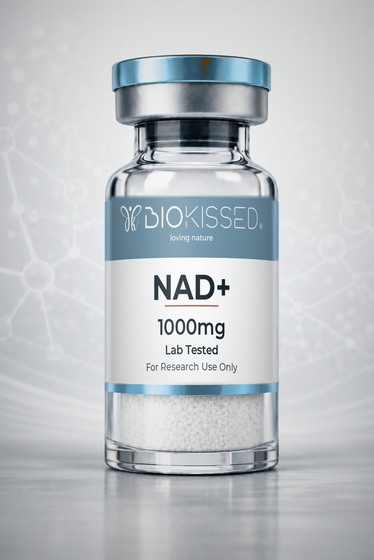 BIOKISSED®
loving nature
NAD+
1000mg
Lab Tested
For Research Use Only